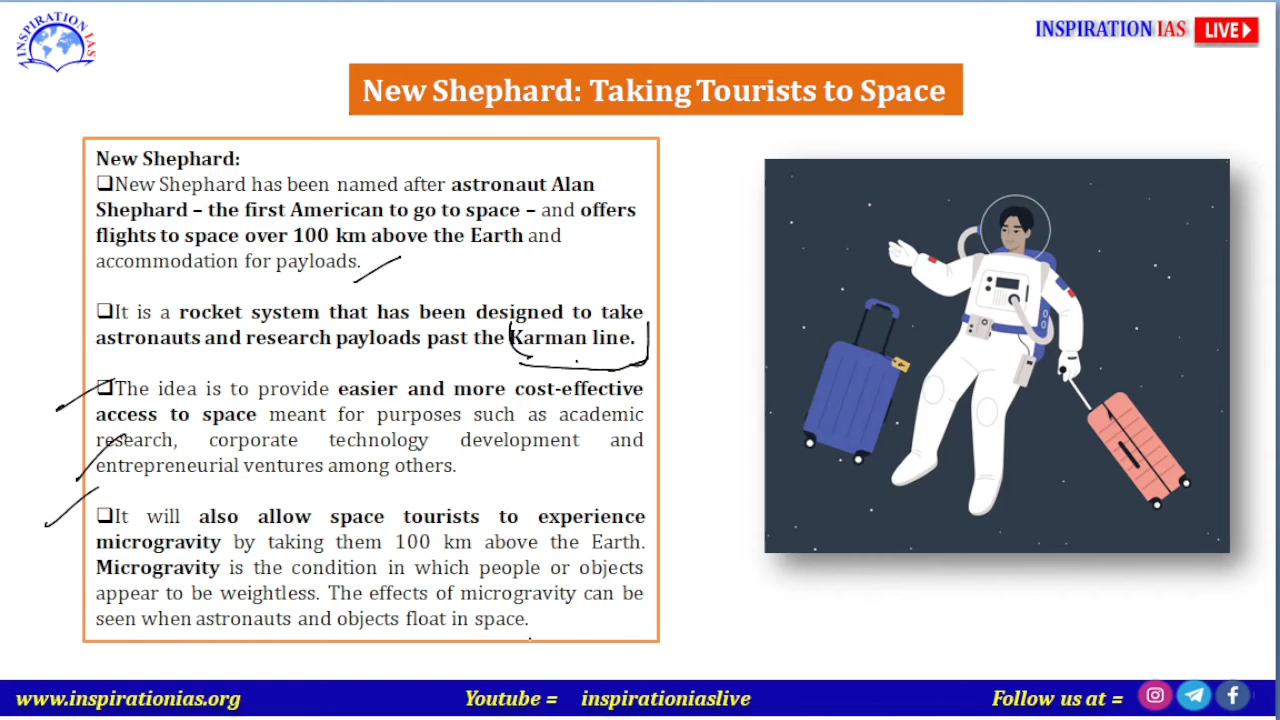 INSPIRATION IAS
INSPIRATION IAS LIVE
New Shephard: Taking Tourists to Space
New Shephard:
❑New Shephard has been named after astronaut Alan
Shephard – the first American to go to space – and offers
flights to space over 100 km above the Earth and
accommodation for payloads.
❑It is a rocket system that has been designed to take
astronauts and research payloads past the Karman line.
❑The idea is to provide easier and more cost-effective
access to space meant for purposes such as academic
research, corporate technology development and
entrepreneurial ventures among others.
❑It will also allow space tourists to experience
microgravity by taking them 100 km above the Earth.
Microgravity is the condition in which people or objects
appear to be weightless. The effects of microgravity can be
seen when astronauts and objects float in space.
www.inspirationias.org Youtube = inspirationiaslive Follow us at =